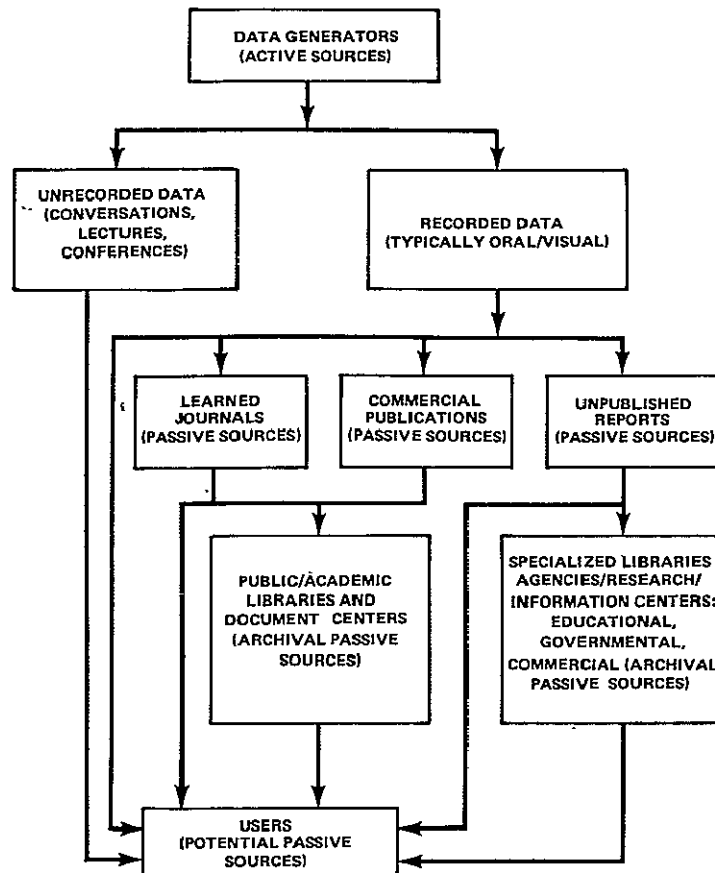 DATA GENERATORS
(ACTIVE SOURCES)
UNRECORDED DATA
(CONVERSATIONS,
LECTURES,
CONFERENCES)
RECORDED DATA
(TYPICALLY ORAL/VISUAL)
LEARNED
JOURNALS
(PASSIVE SOURCES)
COMMERCIAL
PUBLICATIONS
(PASSIVE SOURCES)
UNPUBLISHED
REPORTS
(PASSIVE SOURCES)
PUBLIC/ACADEMIC
LIBRARIES AND
DOCUMENT CENTERS
(ARCHIVAL PASSIVE
SOURCES)
SPECIALIZED LIBRARIES
AGENCIES/RESEARCH/
INFORMATION CENTERS:
EDUCATIONAL,
GOVERNMENTAL,
COMMERCIAL (ARCHIVAL
PASSIVE SOURCES)
USERS
(POTENTIAL PASSIVE
SOURCES)